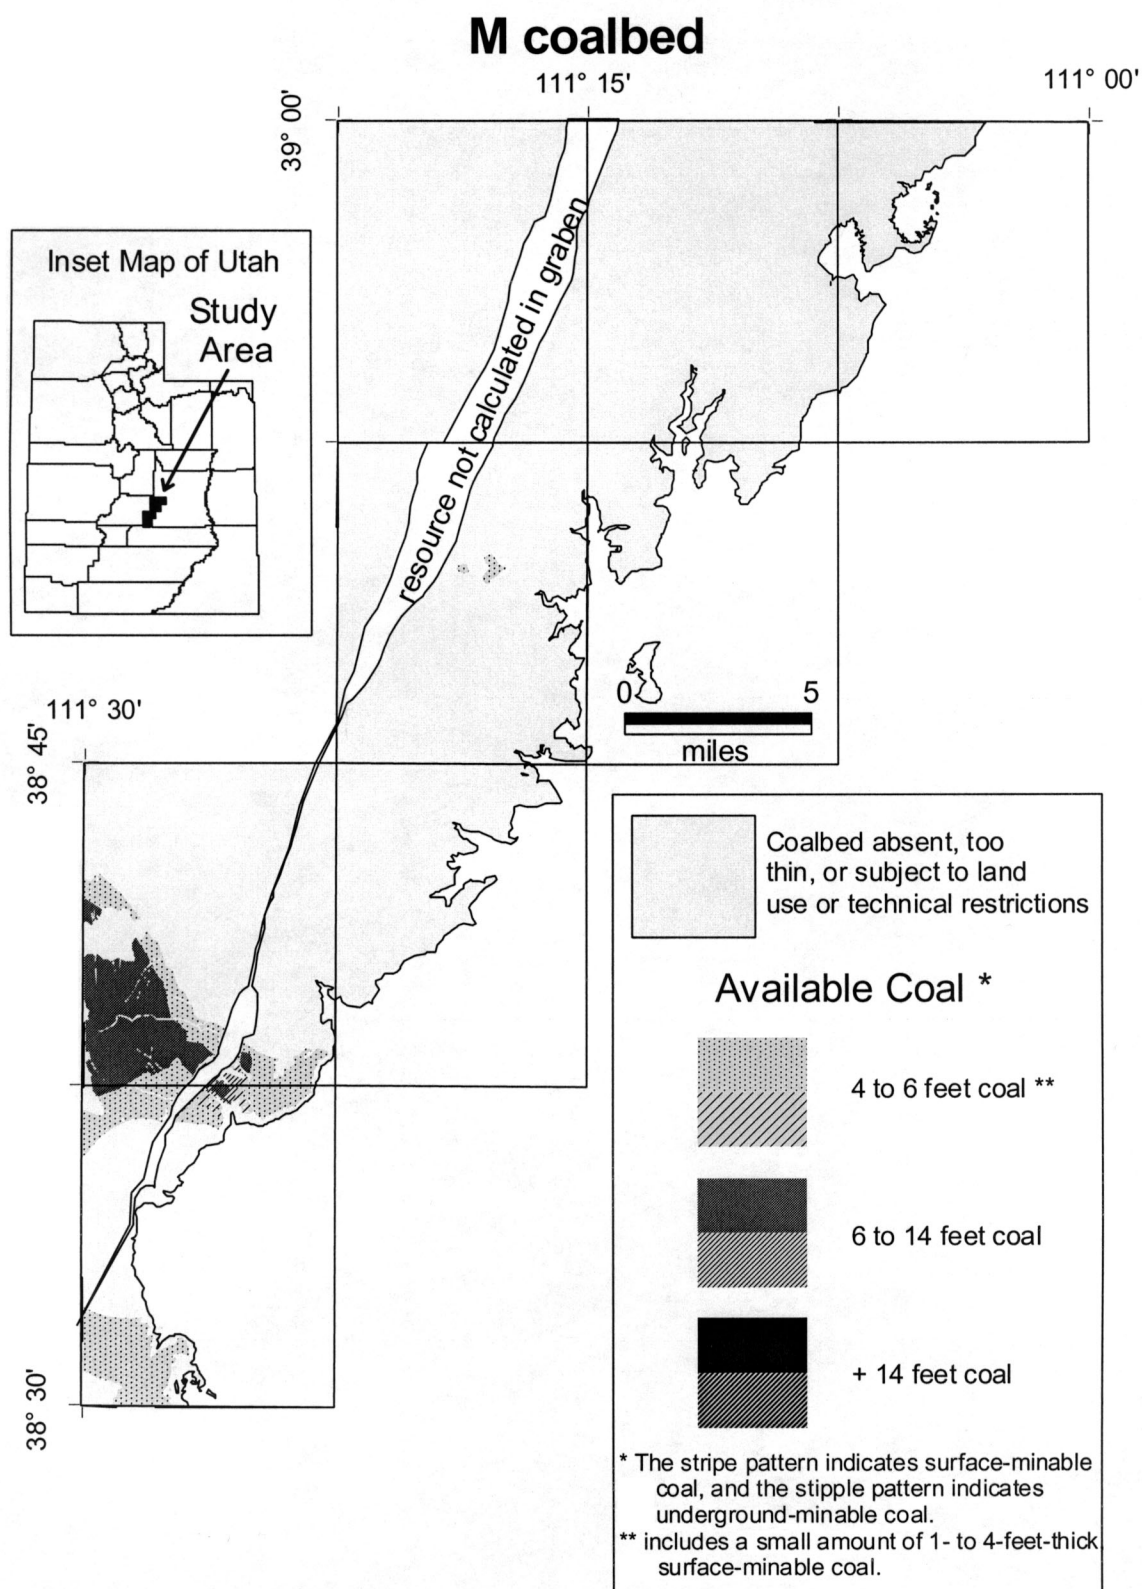 M coalbed
111° 15'
111° 00'
39° 00'
Inset Map of Utah
Study
Area
resource not calculated in graben
0
5
miles
111° 30'
38° 45'
Coalbed absent, too
thin, or subject to land
use or technical restrictions
Available Coal *
4 to 6 feet coal **
6 to 14 feet coal
+ 14 feet coal
38° 30'
* The stripe pattern indicates surface-minable
coal, and the stipple pattern indicates
underground-minable coal.
** includes a small amount of 1- to 4-feet-thick
surface-minable coal.